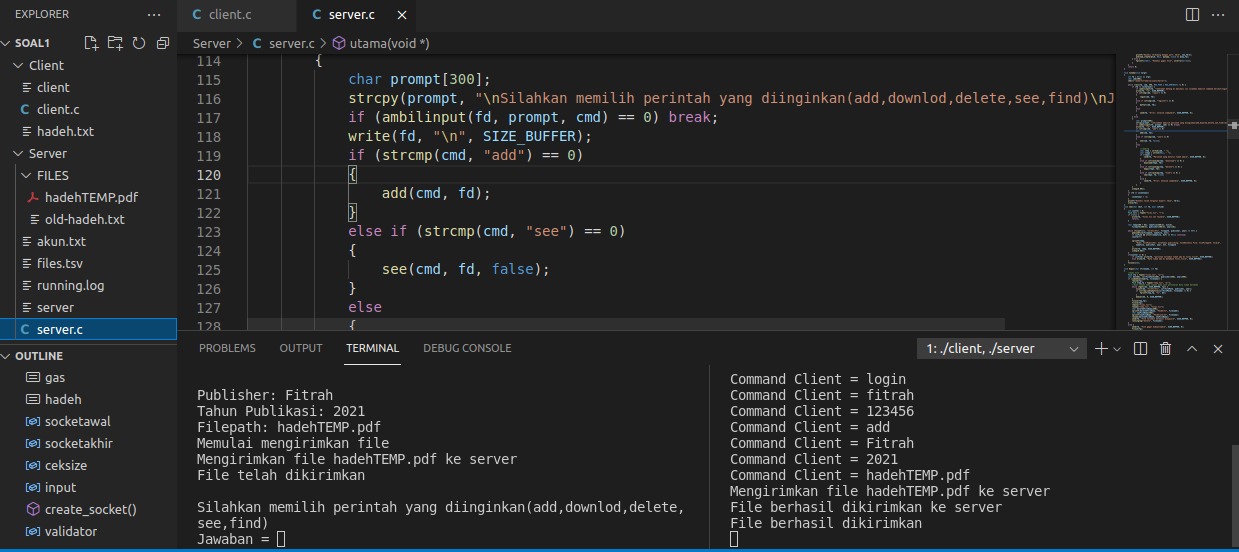 EXPLORER
SOAL1
Client
client
client.c
hadeh.txt
Server
FILES
hadehTEMP.pdf
old-hadeh.txt
akun.txt
files.tsv
running.log
server
server.c
OUTLINE
gas
hadeh
socketawal
socketakhir
ceksize
input
create_socket()
validator
client.c
server.c
Server > server.c > utama(void *)
114 {
115 char prompt[300];
116 strcpy(prompt, "\nSilahkan memilih perintah yang diinginkan(add,downlod,delete,see,find)\nJ
117 if (ambilinput(fd, prompt, cmd) == 0) break;
118 write(fd, "\n", SIZE_BUFFER);
119 if (strcmp(cmd, "add") == 0)
120 {
121 add(cmd, fd);
122 }
123 else if (strcmp(cmd, "see") == 0)
124 {
125 see(cmd, fd, false);
126 }
127 else
128 {
PROBLEMS OUTPUT TERMINAL DEBUG CONSOLE
1: ./client, ./server
Publisher: Fitrah
Tahun Publikasi: 2021
Filepath: hadehTEMP.pdf
Memulai mengirimkan file
Mengirimkan file hadehTEMP.pdf ke server
File telah dikirimkan
Silahkan memilih perintah yang diinginkan(add,downlod,delete,
see,find)
Jawaban =
Command Client = login
Command Client = fitrah
Command Client = 123456
Command Client = add
Command Client = Fitrah
Command Client = 2021
Command Client = hadehTEMP.pdf
Mengirimkan file hadehTEMP.pdf ke server
File berhasil dikirimkan ke server
File berhasil dikirimkan